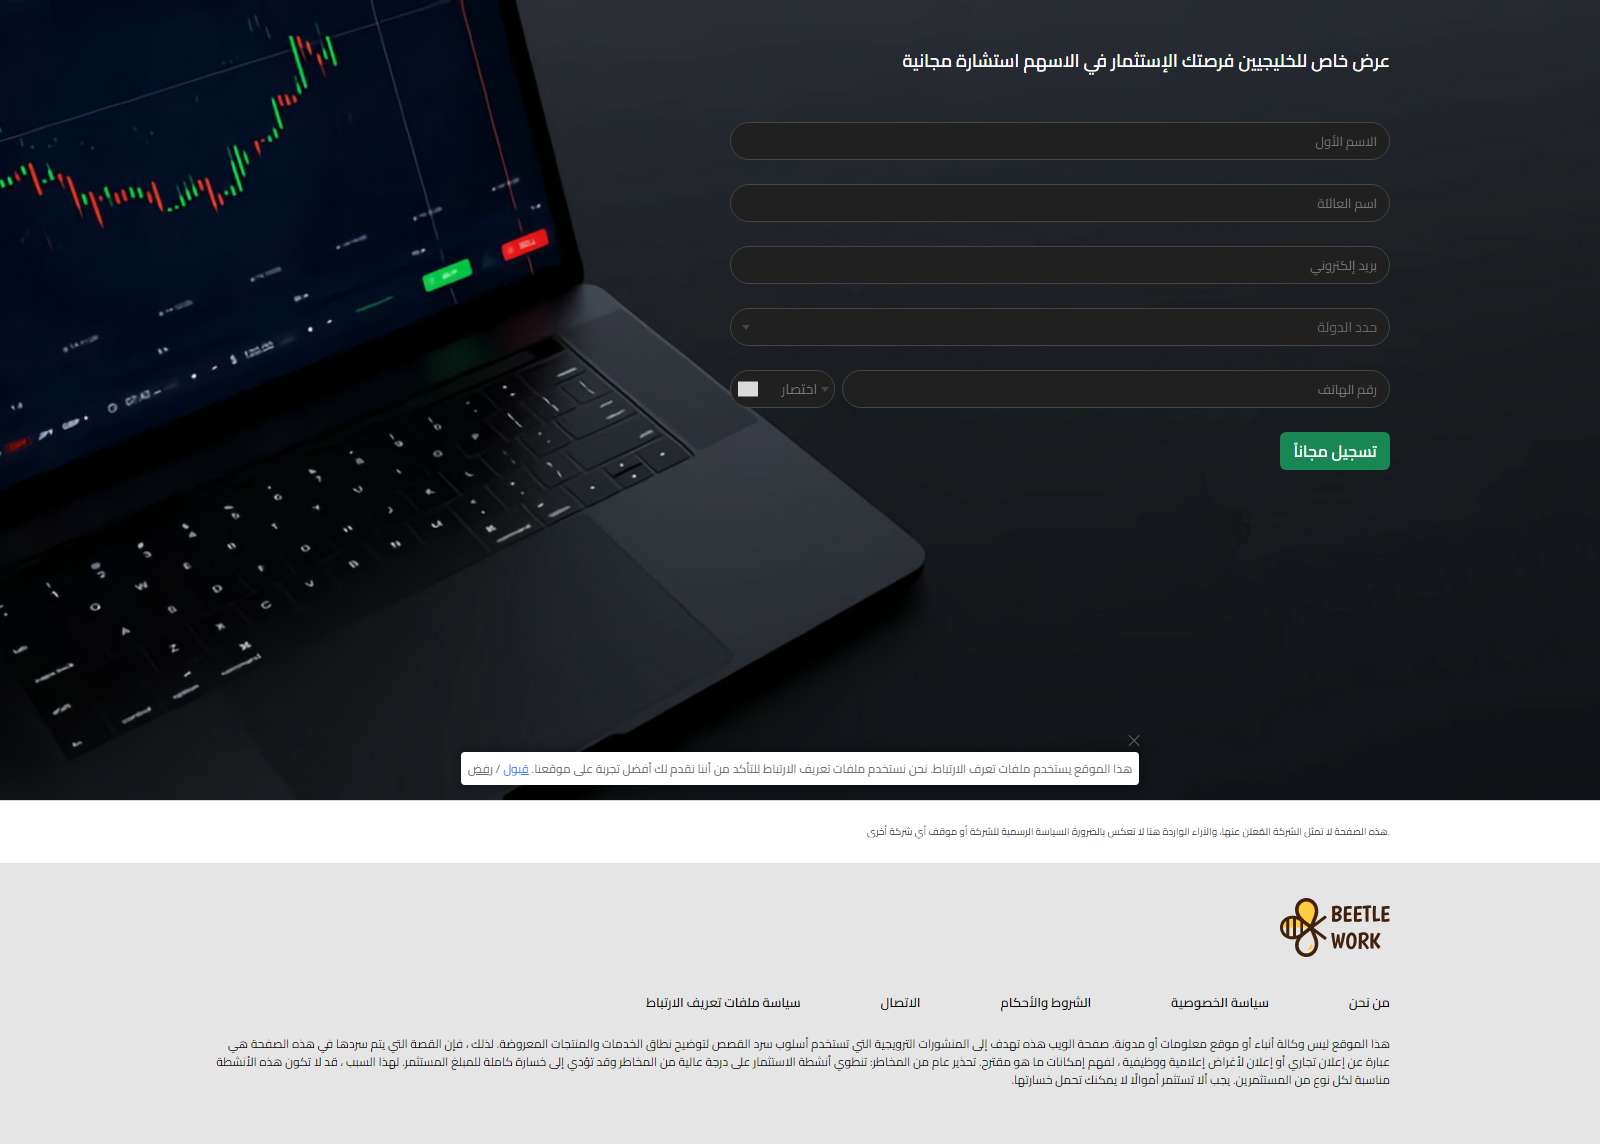 عرض خاص للخليجيين فرصتك الإستثمار في الاسهم استشارة مجانية
الاسم الأول
اسم العائلة
بريد إلكتروني
حدد الدولة
رقم الهاتف
اختصار
تسجيل مجاناً
هذا الموقع يستخدم ملفات تعرف الارتباط. نحن نستخدم ملفات تعريف الارتباط للتأكد من أننا نقدم لك أفضل تجربة على موقعنا. قبول / رفض
هذه الصفحة لا تمثل الشركة المُعلن عنها، والآراء الواردة هنا لا تعكس بالضرورة السياسة الرسمية للشركة أو موقف أي شركة أخرى.
BEETLE
WORK
من نحن
سياسة الخصوصية
الشروط والأحكام
الاتصال
سياسة ملفات تعريف الارتباط
هذا الموقع ليس وكالة أنباء أو موقع معلومات أو مدونة. صفحة الويب هذه تهدف إلى المنشورات الترويجية التي تستخدم أسلوب سرد القصص لتوضيح نطاق الخدمات والمنتجات المعروضة. لذلك ، فإن القصة التي يتم سردها في هذه الصفحة هي
عبارة عن إعلان تجاري أو إعلان لأغراض إعلامية ووظيفية ، لفهم إمكانات ما هو مقترح. تحذير عام من المخاطر: تنطوي أنشطة الاستثمار على درجة عالية من المخاطر وقد تؤدي إلى خسارة كاملة للمبلغ المستثمر. لهذا السبب ، قد لا تكون هذه الأنشطة
مناسبة لكل نوع من المستثمرين. يجب ألا تستثمر أموالًا لا يمكنك تحمل خسارتها.